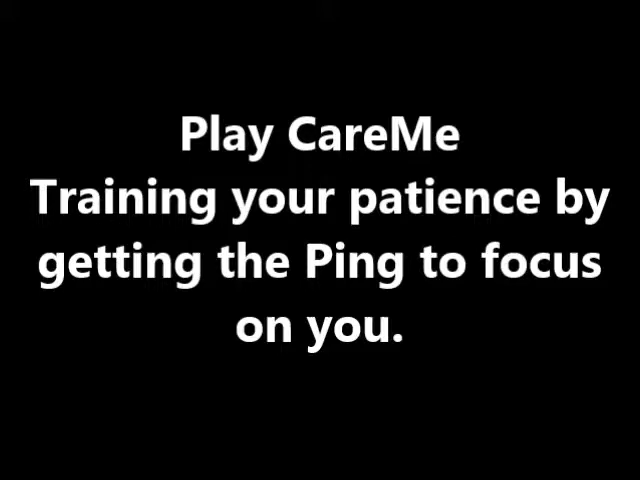 Play CareMe
Training your patience by
getting the Ping to focus
on you.